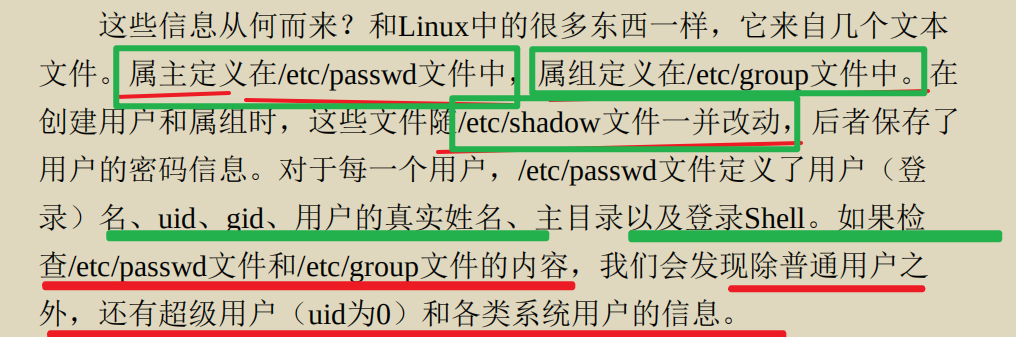 这些信息从何而来？和Linux中的很多东西一样，它来自几个文本
文件。属主定义在/etc/passwd文件中，属组定义在/etc/group文件中。在
创建用户和属组时，这些文件随/etc/shadow文件一并改动，后者保存了
用户的密码信息。对于每一个用户，/etc/passwd文件定义了用户（登
录）名、uid、gid、用户的真实姓名、主目录以及登录Shell。如果检
查/etc/passwd文件和/etc/group文件的内容，我们会发现除普通用户之
外，还有超级用户（uid为0）和各类系统用户的信息。